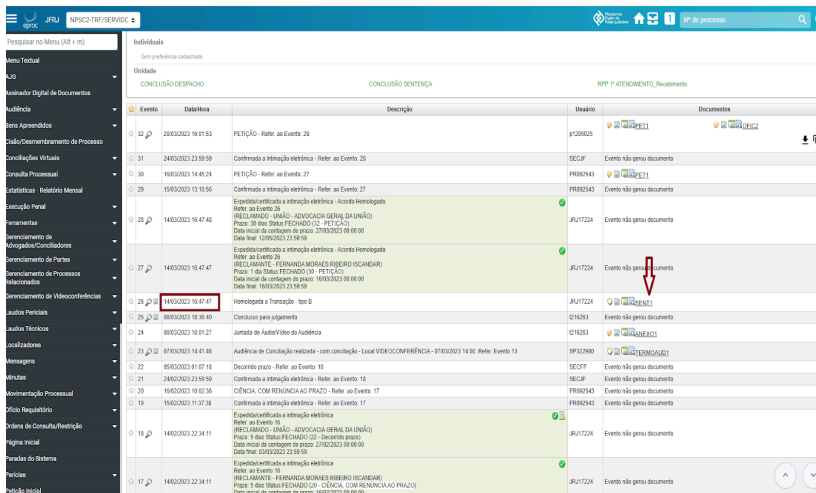 eproc JFRJ NPSC2-TRF/SERVIDC Nº de processo
Pesquisar no Menu (Alt + m)
Menu Textual
AJG
Assinador Digital de Documentos
Audiência
Bens Apreendidos
Cisão/Desmembramento de Processo
Conciliações Virtuais
Consulta Processual
Estatísticas - Relatório Mensal
Execução Penal
Ferramentas
Gerenciamento de
Advogados/Conciliadores
Gerenciamento de Partes
Gerenciamento de Processos
Relacionados
Gerenciamento de Videoconferências
Laudos Periciais
Laudos Técnicos
Localizadores
Mensagens
Minutas
Movimentação Processual
Ofício Requisitório
Ordens de Consulta/Restrição
Página Inicial
Paradas do Sistema
Perícias
Petição Inicial
Individuais
Sem preferência cadastrada.
Unidade
CONCLUSÃO DESPACHO CONCLUSÃO SENTENÇA RPP 1º ATENDIMENTO_Recebimento
Evento Data/Hora Descrição Usuário Documentos
32 28/03/2023 16:01:53 PETIÇÃO - Refer. ao Evento: 28 p1205025 PET1 OFIC2
31 24/03/2023 23:59:59 Confirmada a intimação eletrônica - Refer. ao Evento: 28 SECJF Evento não gerou documento
30 16/03/2023 14:45:24 PETIÇÃO - Refer. ao Evento: 27 PR092543 PET1
29 15/03/2023 13:10:56 Confirmada a intimação eletrônica - Refer. ao Evento: 27 PR092543 Evento não gerou documento
28 14/03/2023 16:47:48 Expedida/certificada a intimação eletrônica - Acordo Homologado
Refer. ao Evento 26
(RECLAMADO - UNIÃO - ADVOCACIA GERAL DA UNIÃO)
Prazo: 30 dias Status:FECHADO (32 - PETIÇÃO)
Data inicial da contagem do prazo: 27/03/2023 00:00:00
Data final: 12/05/2023 23:59:59
JRJ17224 Evento não gerou documento
27 14/03/2023 16:47:47 Expedida/certificada a intimação eletrônica - Acordo Homologado
Refer. ao Evento 26
(RECLAMANTE - FERNANDA MORAES RIBEIRO ISCANDAR)
Prazo: 1 dia Status:FECHADO (30 - PETIÇÃO)
Data inicial da contagem do prazo: 16/03/2023 00:00:00
Data final: 16/03/2023 23:59:59
JRJ17224 Evento não gerou documento
26 14/03/2023 16:47:47 Homologada a Transação - tipo B JRJ17224 SENT1
25 08/03/2023 18:36:40 Conclusos para julgamento t216263 Evento não gerou documento
24 08/03/2023 18:01:27 Juntada de Áudio/Vídeo da Audiência t216263 ANEXO1
23 07/03/2023 14:41:46 Audiência de Conciliação realizada - com conciliação - Local VIDEOCONFERÊNCIA - 07/03/2023 14:00. Refer. Evento 13 SP322980 TERMOAUD1
22 05/03/2023 01:07:18 Decorrido prazo - Refer. ao Evento: 18 SECFP Evento não gerou documento
21 24/02/2023 23:59:59 Confirmada a intimação eletrônica - Refer. ao Evento: 18 SECJF Evento não gerou documento
20 16/02/2023 10:02:36 CIÊNCIA, COM RENÚNCIA AO PRAZO - Refer. ao Evento: 17 PR092543 Evento não gerou documento
19 15/02/2023 11:37:38 Confirmada a intimação eletrônica - Refer. ao Evento: 17 PR092543 Evento não gerou documento
18 14/02/2023 22:34:11 Expedida/certificada a intimação eletrônica
Refer. ao Evento 16
(RECLAMADO - UNIÃO - ADVOCACIA GERAL DA UNIÃO)
Prazo: 5 dias Status:FECHADO (22 - Decorrido prazo)
Data inicial da contagem do prazo: 27/02/2023 00:00:00
Data final: 03/03/2023 23:59:59
JRJ17224 Evento não gerou documento
17 14/02/2023 22:34:11 Expedida/certificada a intimação eletrônica
Refer. ao Evento 16
(RECLAMANTE - FERNANDA MORAES RIBEIRO ISCANDAR)
Prazo: 5 dias Status:FECHADO (20 - CIÊNCIA, COM RENÚNCIA AO PRAZO)
Data inicial da contagem do prazo: 16/02/2023 00:00:00
JRJ17224 Evento não gerou documento